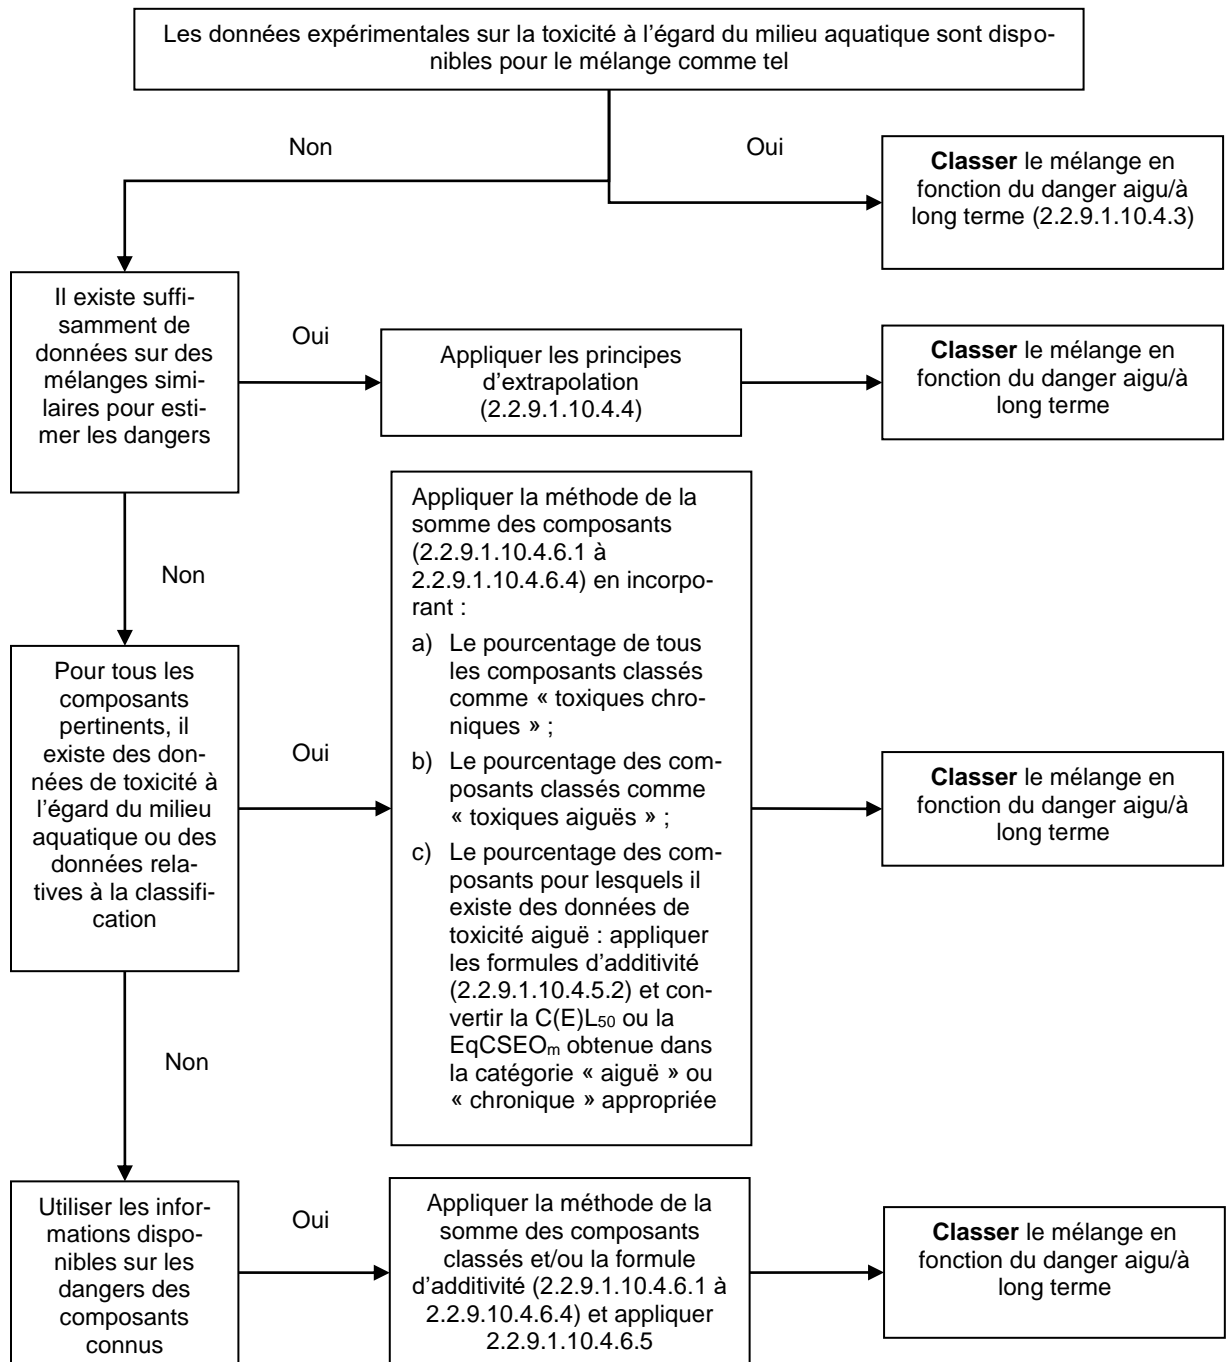 Les données expérimentales sur la toxicité à l’égard du milieu aquatique sont dispo-
nibles pour le mélange comme tel
Non
Oui
Classer le mélange en
fonction du danger aigu/à
long terme (2.2.9.1.10.4.3)
Il existe suffi-
samment de
données sur des
mélanges simi-
laires pour esti-
mer les dangers
Oui
Appliquer les principes
d’extrapolation
(2.2.9.1.10.4.4)
Classer le mélange en
fonction du danger aigu/à
long terme
Non
Pour tous les
composants
pertinents, il
existe des don-
nées de toxicité à
l’égard du milieu
aquatique ou des
données rela-
tives à la classifi-
cation
Oui
Appliquer la méthode de la
somme des composants
(2.2.9.1.10.4.6.1 à
2.2.9.1.10.4.6.4) en incorpo-
rant :
a) Le pourcentage de tous
les composants classés
comme « toxiques chro-
niques » ;
b) Le pourcentage des com-
posants classés comme
« toxiques aiguës » ;
c) Le pourcentage des com-
posants pour lesquels il
existe des données de
toxicité aiguë : appliquer
les formules d’additivité
(2.2.9.1.10.4.5.2) et con-
vertir la C(E)L50 ou la
EqCSEOm obtenue dans
la catégorie « aiguë » ou
« chronique » appropriée
Classer le mélange en
fonction du danger aigu/à
long terme
Non
Utiliser les infor-
mations dispo-
nibles sur les
dangers des
composants
connus
Oui
Appliquer la méthode de la
somme des composants
classés et/ou la formule
d’additivité (2.2.9.1.10.4.6.1 à
2.2.9.10.4.6.4) et appliquer
2.2.9.1.10.4.6.5
Classer le mélange en
fonction du danger aigu/à
long terme